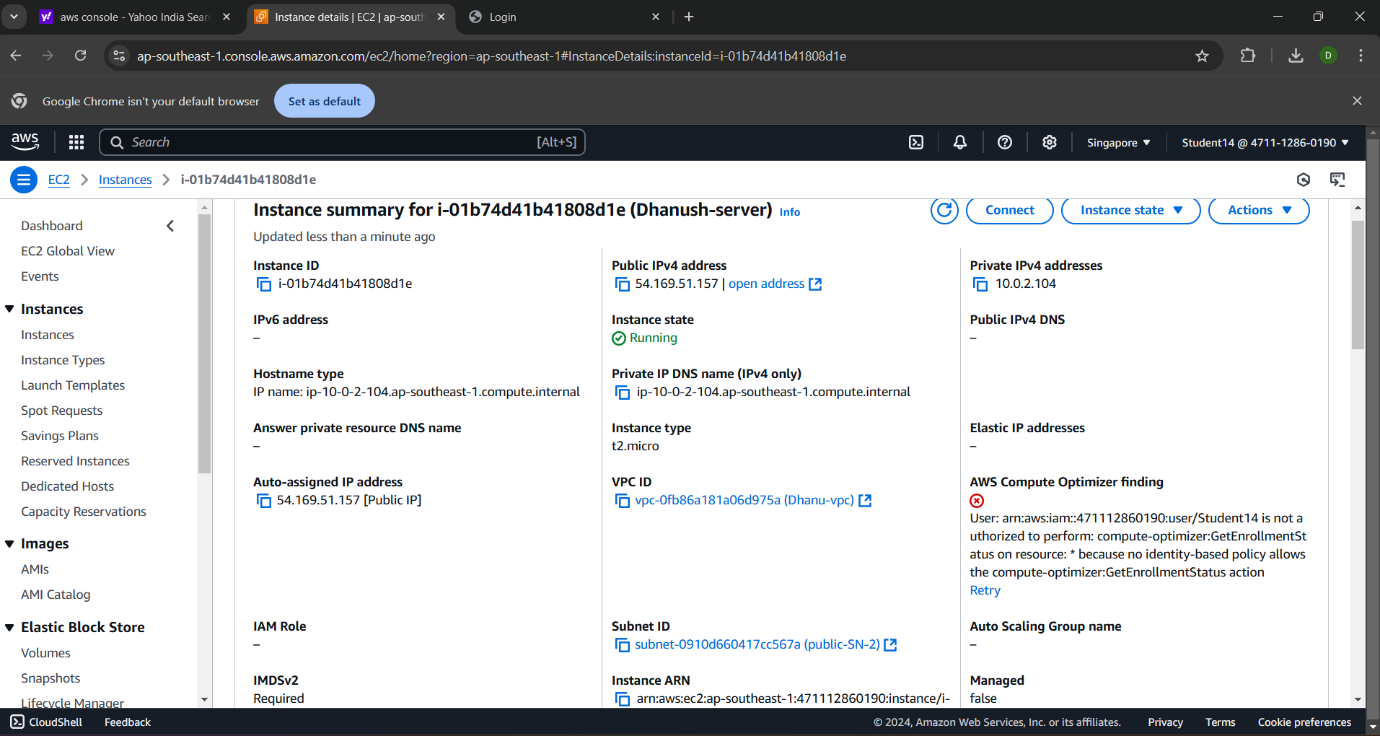 aws console - Yahoo India Sear
Instance details | EC2 | ap-south
Login
ap-southeast-1.console.aws.amazon.com/ec2/home?region=ap-southeast-1#InstanceDetails:instanceId=i-01b74d41b41808d1e
D
Google Chrome isn't your default browser
Set as default
aws
Search
[Alt+S]
Singapore
Student14 @ 4711-1286-0190
EC2
Instances
i-01b74d41b41808d1e
Dashboard
EC2 Global View
Events
Instances
Instances
Instance Types
Launch Templates
Spot Requests
Savings Plans
Reserved Instances
Dedicated Hosts
Capacity Reservations
Images
AMIs
AMI Catalog
Elastic Block Store
Volumes
Snapshots
Lifecycle Manager
Instance summary for i-01b74d41b41808d1e (Dhanush-server) Info
Updated less than a minute ago
Connect
Instance state
Actions
Instance ID
i-01b74d41b41808d1e
Public IPv4 address
54.169.51.157 | open address
Private IPv4 addresses
10.0.2.104
IPv6 address
–
Instance state
Running
Public IPv4 DNS
–
Hostname type
IP name: ip-10-0-2-104.ap-southeast-1.compute.internal
Private IP DNS name (IPv4 only)
ip-10-0-2-104.ap-southeast-1.compute.internal
Answer private resource DNS name
–
Instance type
t2.micro
Elastic IP addresses
–
Auto-assigned IP address
54.169.51.157 [Public IP]
VPC ID
vpc-0fb86a181a06d975a (Dhanu-vpc)
AWS Compute Optimizer finding
User: arn:aws:iam::471112860190:user/Student14 is not a
uthorized to perform: compute-optimizer:GetEnrollmentSt
atus on resource: * because no identity-based policy allows
the compute-optimizer:GetEnrollmentStatus action
Retry
IAM Role
–
Subnet ID
subnet-0910d660417cc567a (public-SN-2)
Auto Scaling Group name
–
IMDSv2
Required
Instance ARN
arn:aws:ec2:ap-southeast-1:471112860190:instance/i-
Managed
false
CloudShell
Feedback
© 2024, Amazon Web Services, Inc. or its affiliates.
Privacy
Terms
Cookie preferences